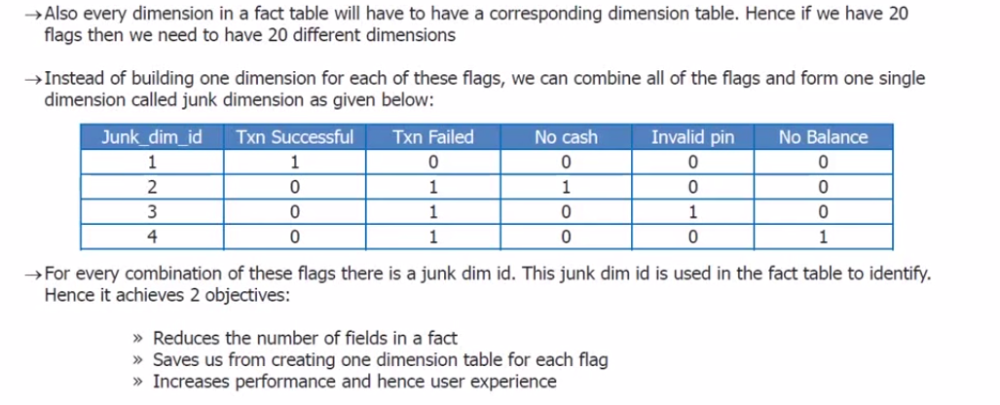 →Also every dimension in a fact table will have to have a corresponding dimension table. Hence if we have 20
flags then we need to have 20 different dimensions
→Instead of building one dimension for each of these flags, we can combine all of the flags and form one single
dimension called junk dimension as given below:
Junk_dim_id Txn Successful Txn Failed No cash Invalid pin No Balance
1 1 0 0 0 0
2 0 1 1 0 0
3 0 1 0 1 0
4 0 1 0 0 1
→For every combination of these flags there is a junk dim id. This junk dim id is used in the fact table to identify.
Hence it achieves 2 objectives:
» Reduces the number of fields in a fact
» Saves us from creating one dimension table for each flag
» Increases performance and hence user experience